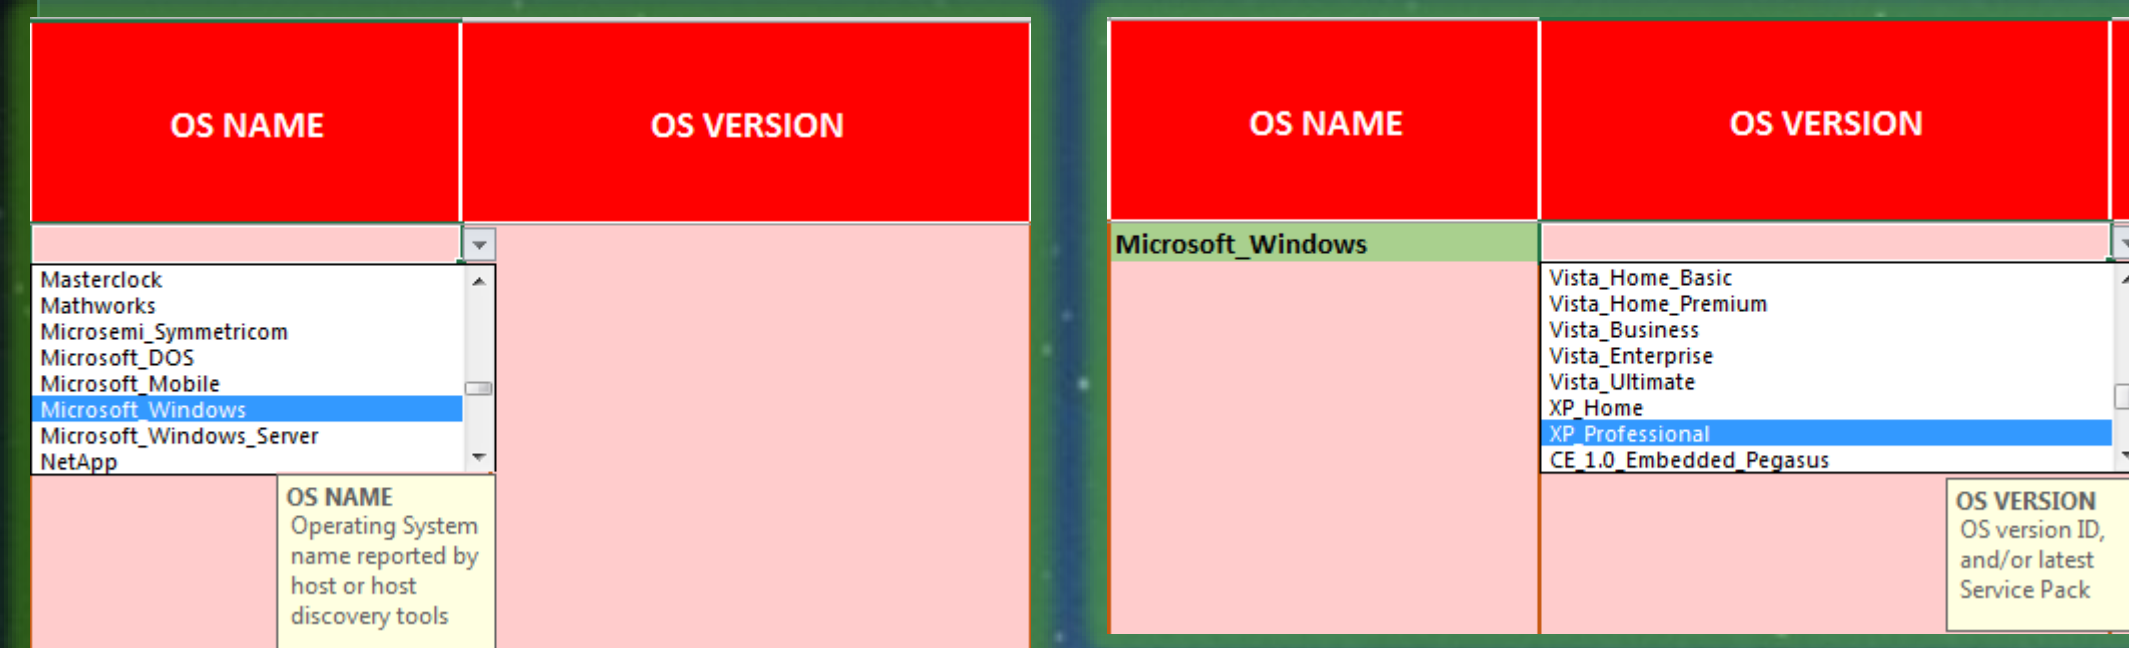 OS NAME
OS VERSION
Masterclock
Mathworks
Microsemi_Symmetricom
Microsoft_DOS
Microsoft_Mobile
Microsoft_Windows
Microsoft_Windows_Server
NetApp
OS NAME
Operating System
name reported by
host or host
discovery tools
OS NAME
OS VERSION
Microsoft_Windows
Vista_Home_Basic
Vista_Home_Premium
Vista_Business
Vista_Enterprise
Vista_Ultimate
XP_Home
XP_Professional
CE_1.0_Embedded_Pegasus
OS VERSION
OS version ID,
and/or latest
Service Pack